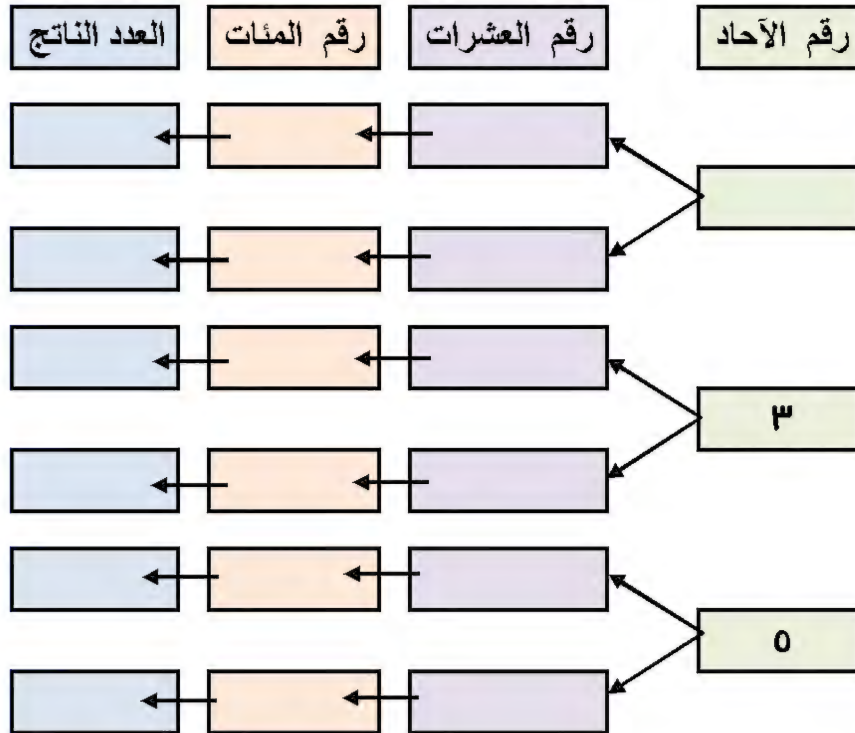 رقم الآحاد رقم العشرات رقم المئات العدد الناتج
٣
٥